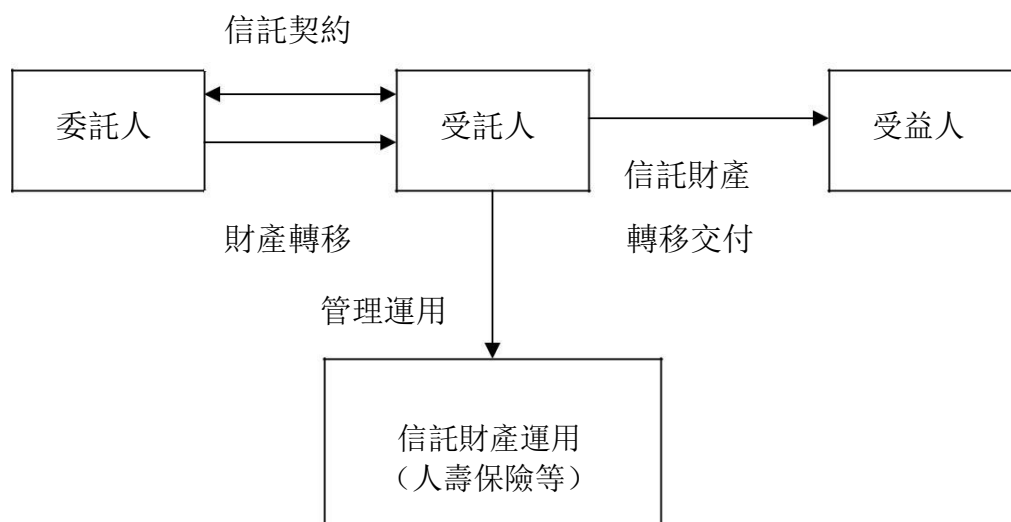 信託契約
委託人
受託人
受益人
信託財產
財產轉移
轉移交付
管理運用
信託財產運用
（人壽保險等）